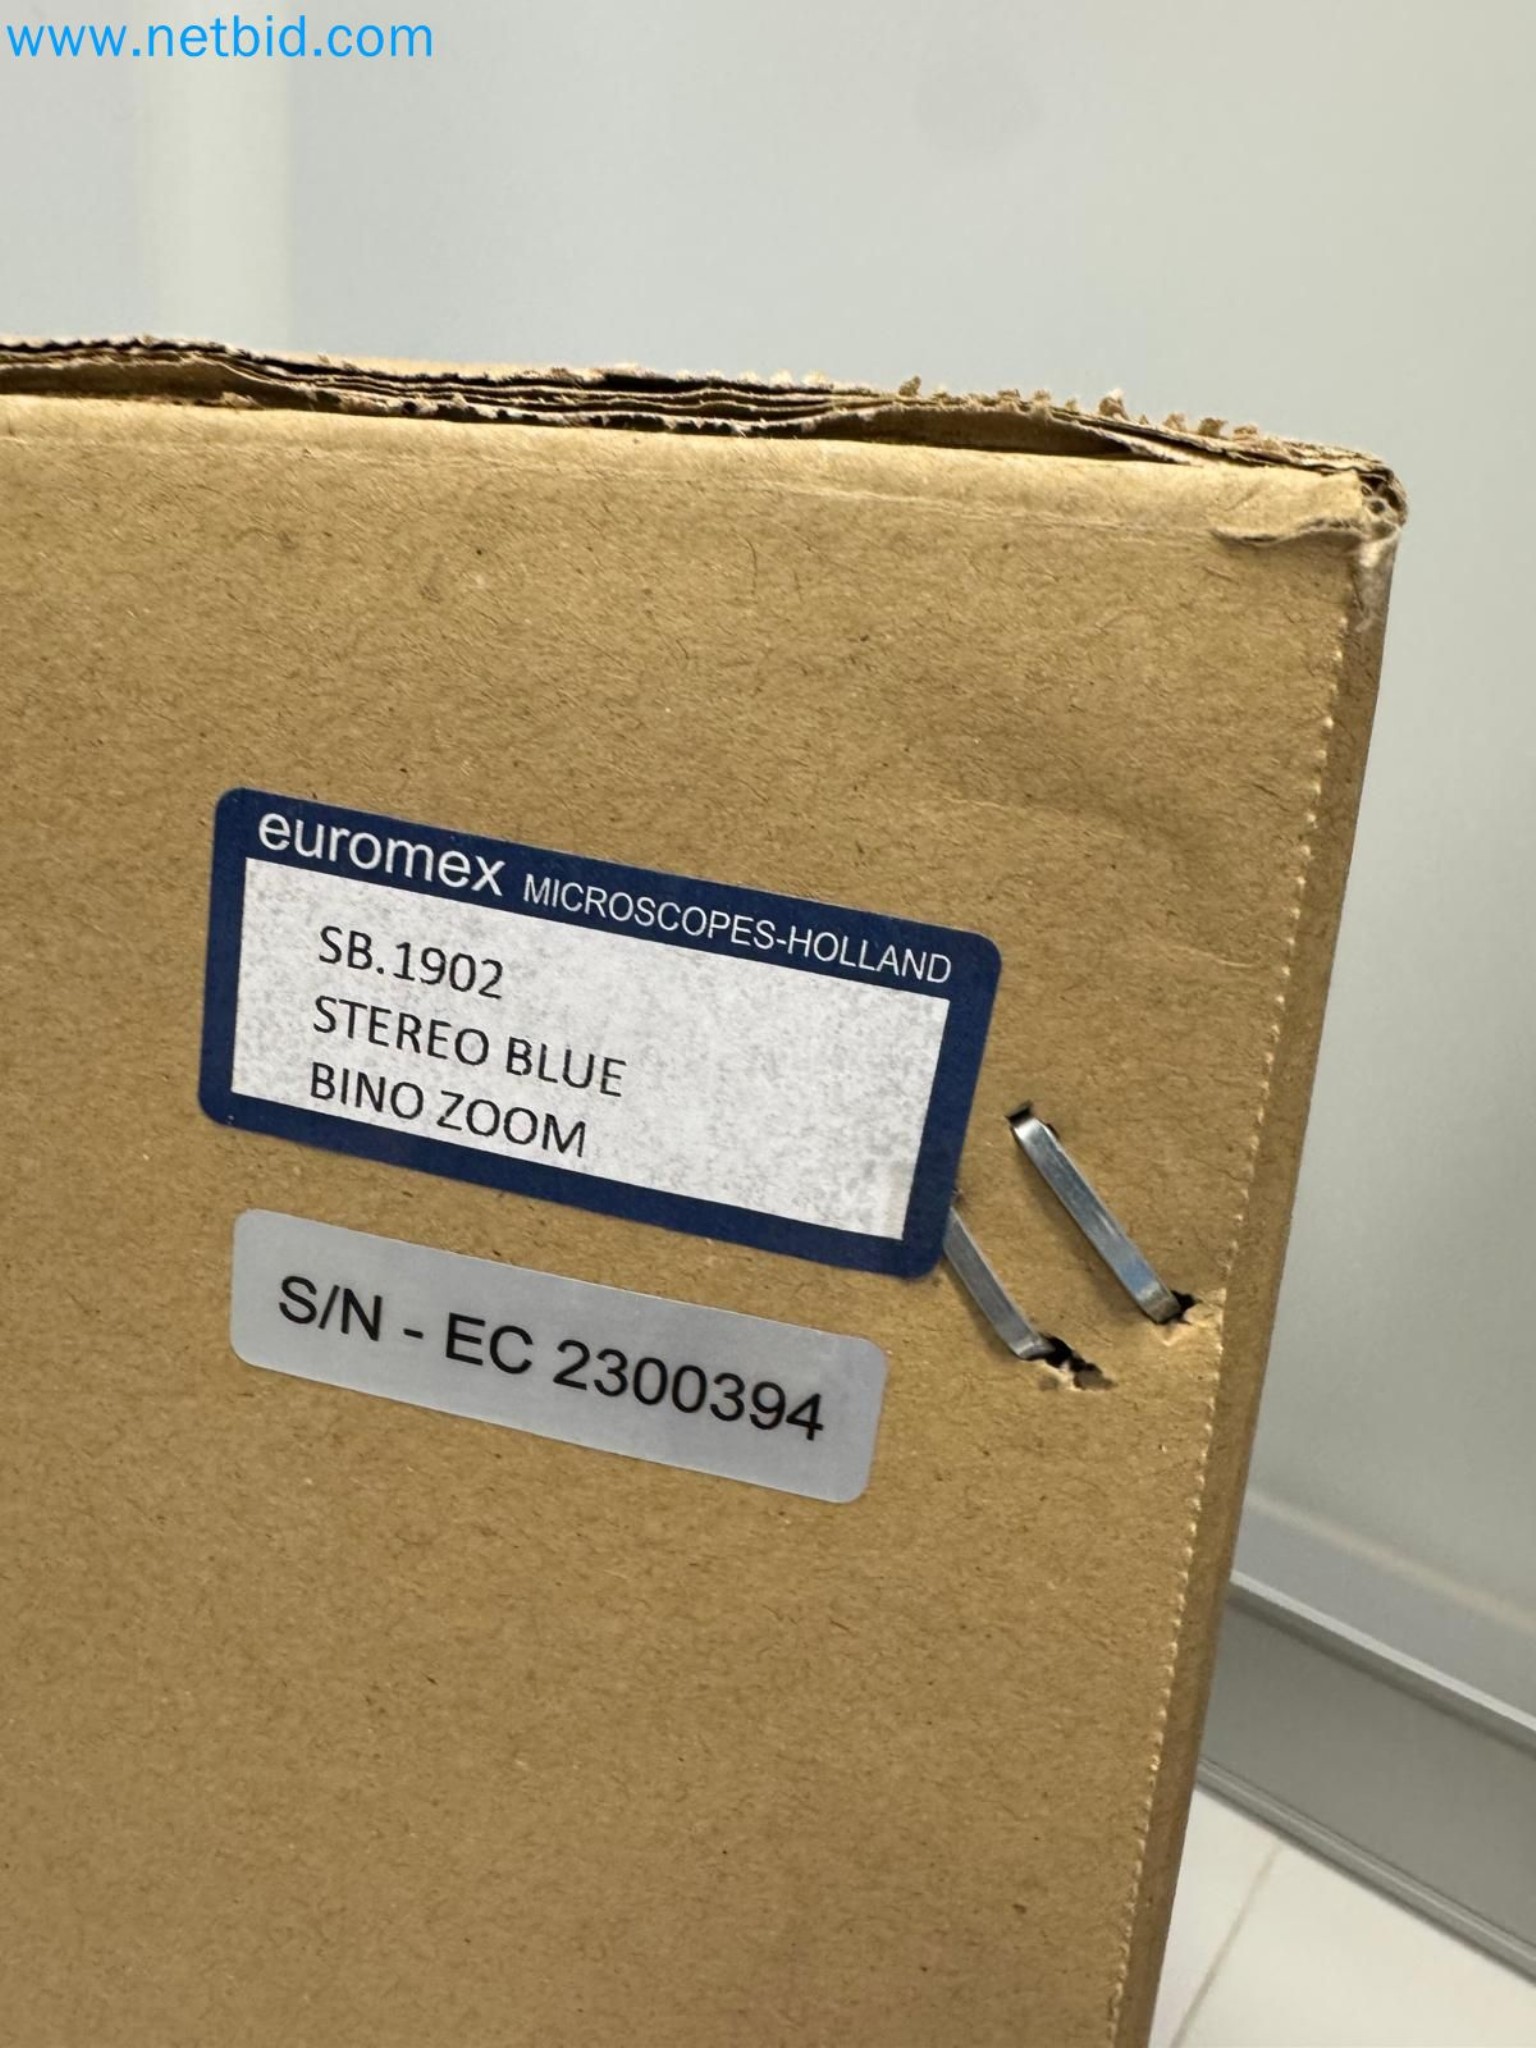 www.netbid.com
euromex MICROSCOPES-HOLLAND
SB.1902
STEREO BLUE
BINO ZOOM
S/N - EC 2300394